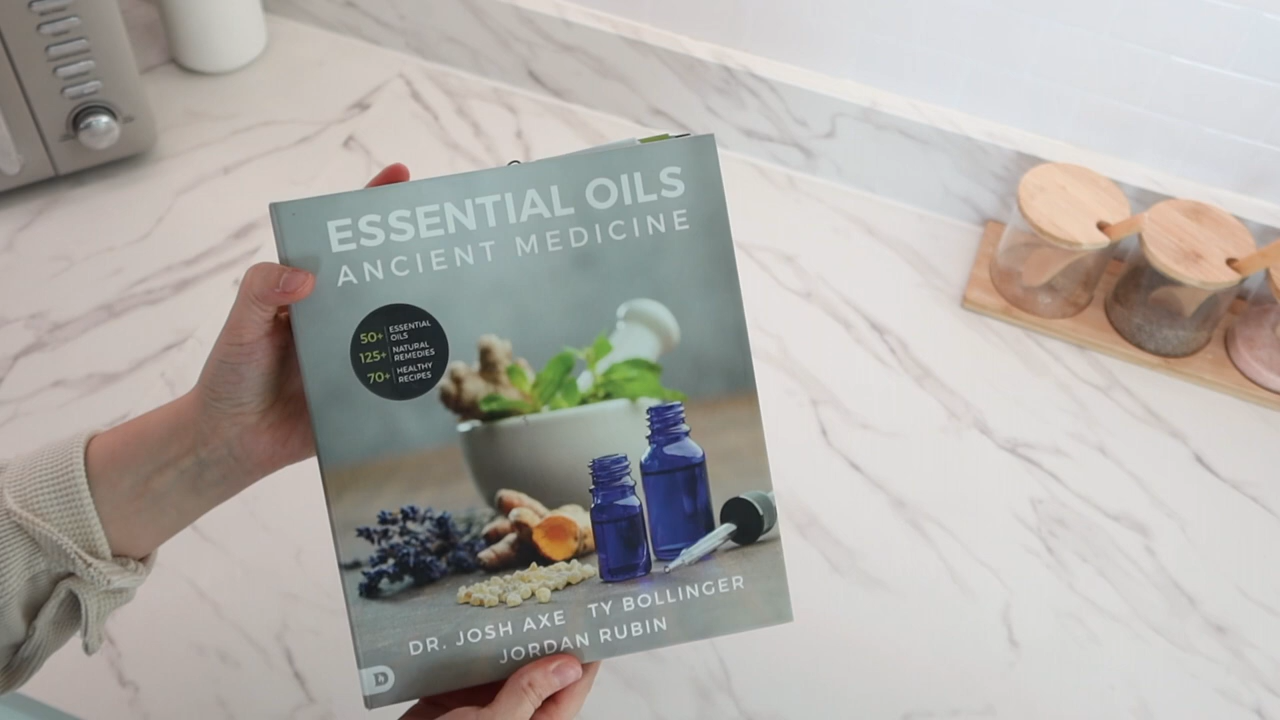 ESSENTIAL OILS
ANCIENT MEDICINE
50+ ESSENTIAL OILS
125+ NATURAL REMEDIES
70+ HEALTHY RECIPES
DR. JOSH AXE TY BOLLINGER
JORDAN RUBIN